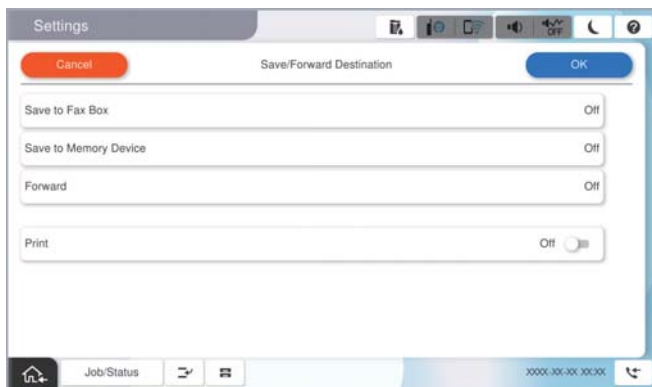 Settings
OFF
Cancel
Save/Forward Destination
OK
Save to Fax Box
Off
Save to Memory Device
Off
Forward
Off
Print
Off
Job/Status
XXXX-XX-XX XX:XX